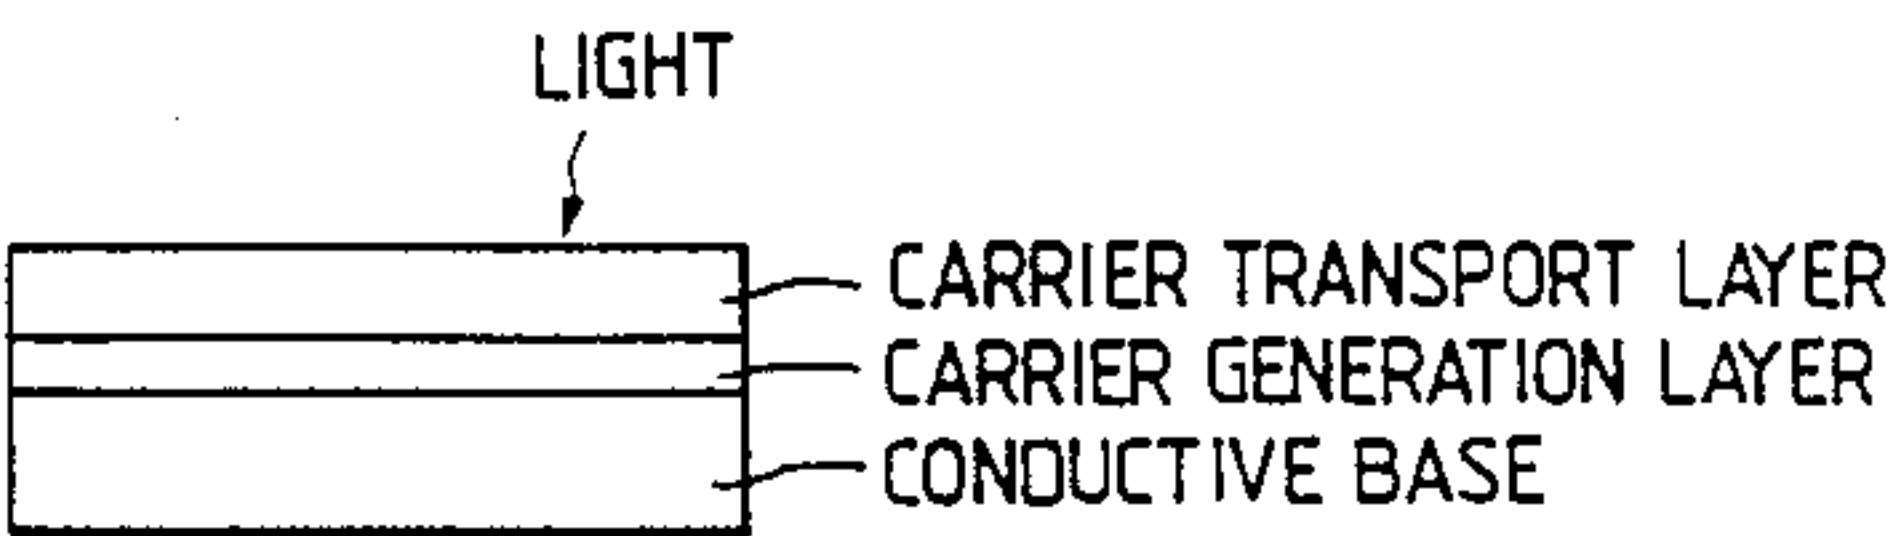 LIGHT
CARRIER TRANSPORT LAYER
CARRIER GENERATION LAYER
CONDUCTIVE BASE